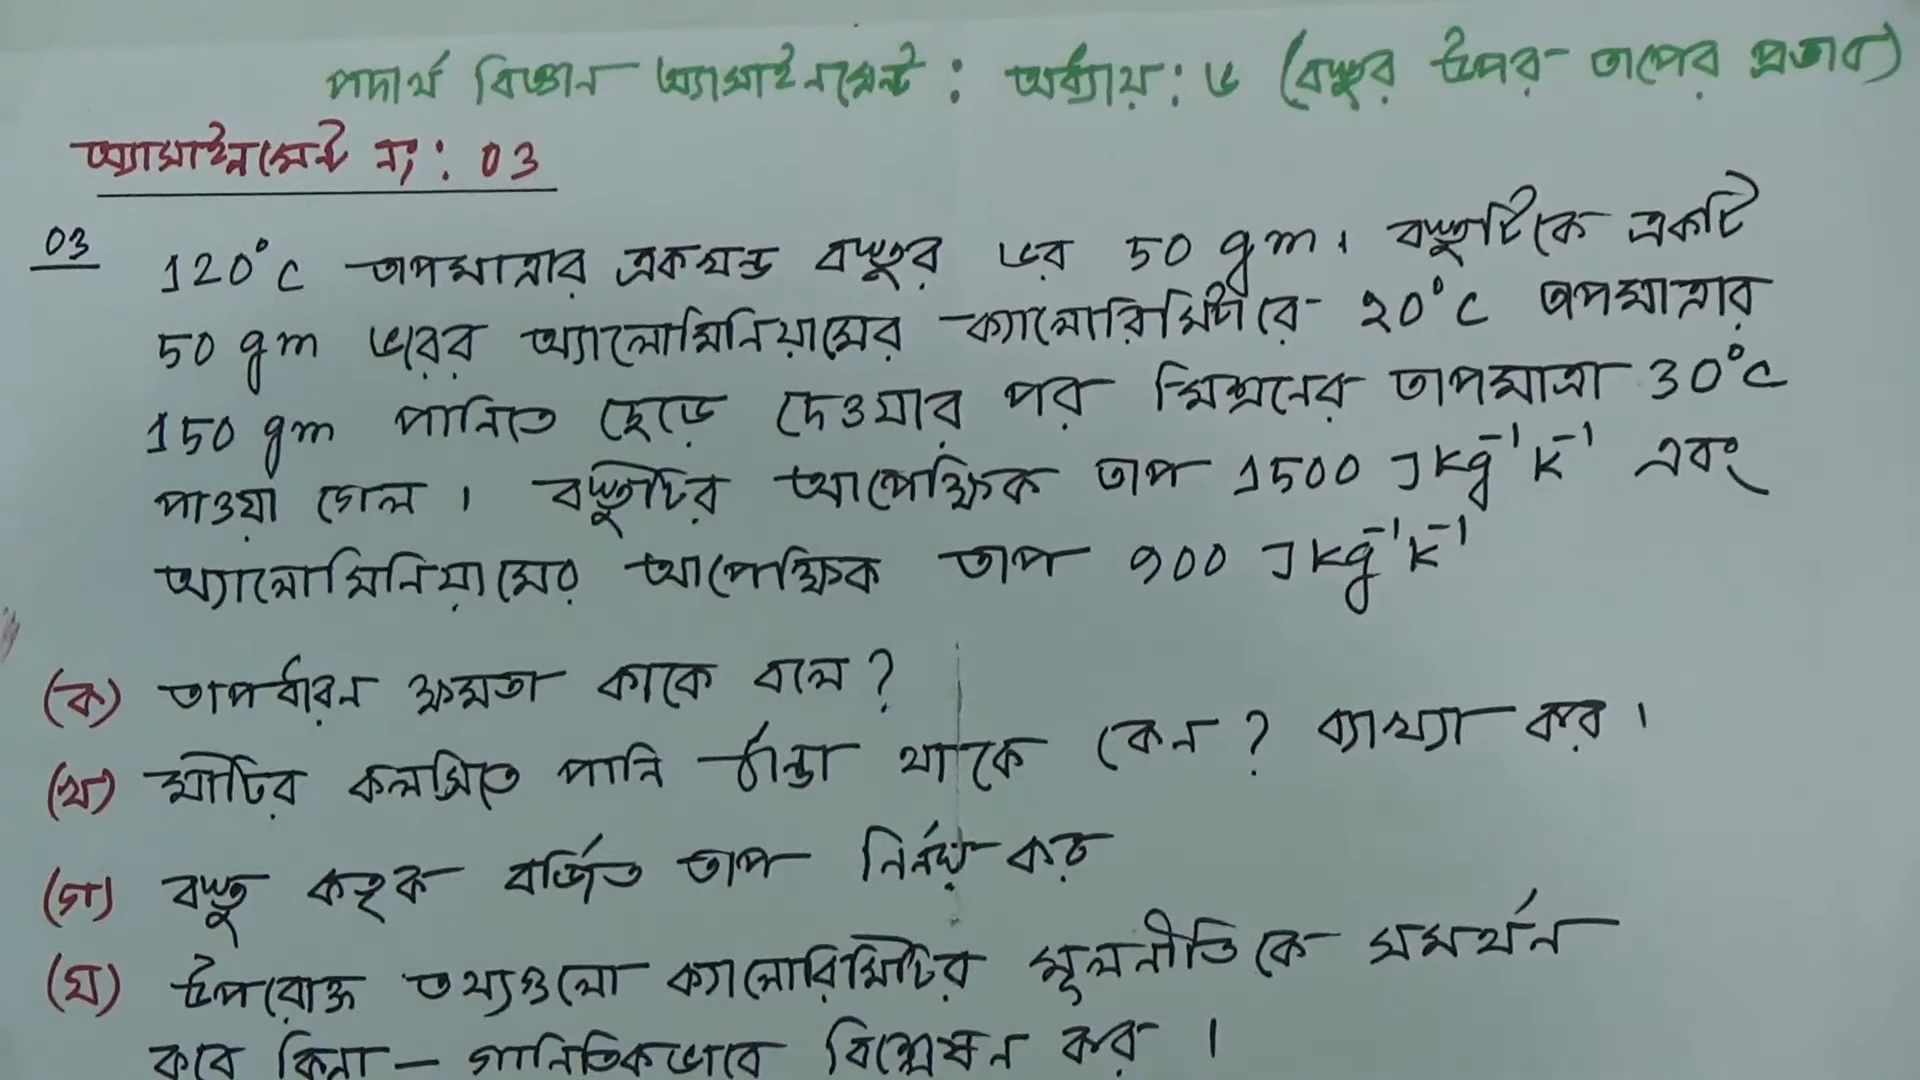 পদার্থ বিজ্ঞান অ্যাসাইনমেন্ট : অধ্যায় : ৬ (বস্তুর উপর তাপের প্রভাব)
অ্যাসাইনমেন্ট নং : 03
03 120°C তাপমাত্রার একখন্ড বস্তুর ভর 50 gm। বস্তুটিকে একটি
50 gm ভরের অ্যালোমিনিয়ামের ক্যালোরিমিটারে 20°C তাপমাত্রার
150 gm পানিতে ছেড়ে দেওয়ার পর মিশ্রনের তাপমাত্রা 30°C
পাওয়া গেল । বস্তুটির আপেক্ষিক তাপ 1500 Jkg⁻¹K⁻¹ এবং
অ্যালোমিনিয়ামের আপেক্ষিক তাপ 900 Jkg⁻¹K⁻¹
(ক) তাপধারন ক্ষমতা কাকে বলে ?
(খ) মাটির কলসিতে পানি ঠান্ডা থাকে কেন ? ব্যাখ্যা কর ।
(গ) বস্তু কতৃক বর্জিত তাপ নির্নয় কর
(ঘ) উপরোক্ত তথ্যগুলো ক্যালোরিমিটির মূলনীতিকে সমর্থন
করে কিনা – গানিতিকভাবে বিশ্লেষন কর ।